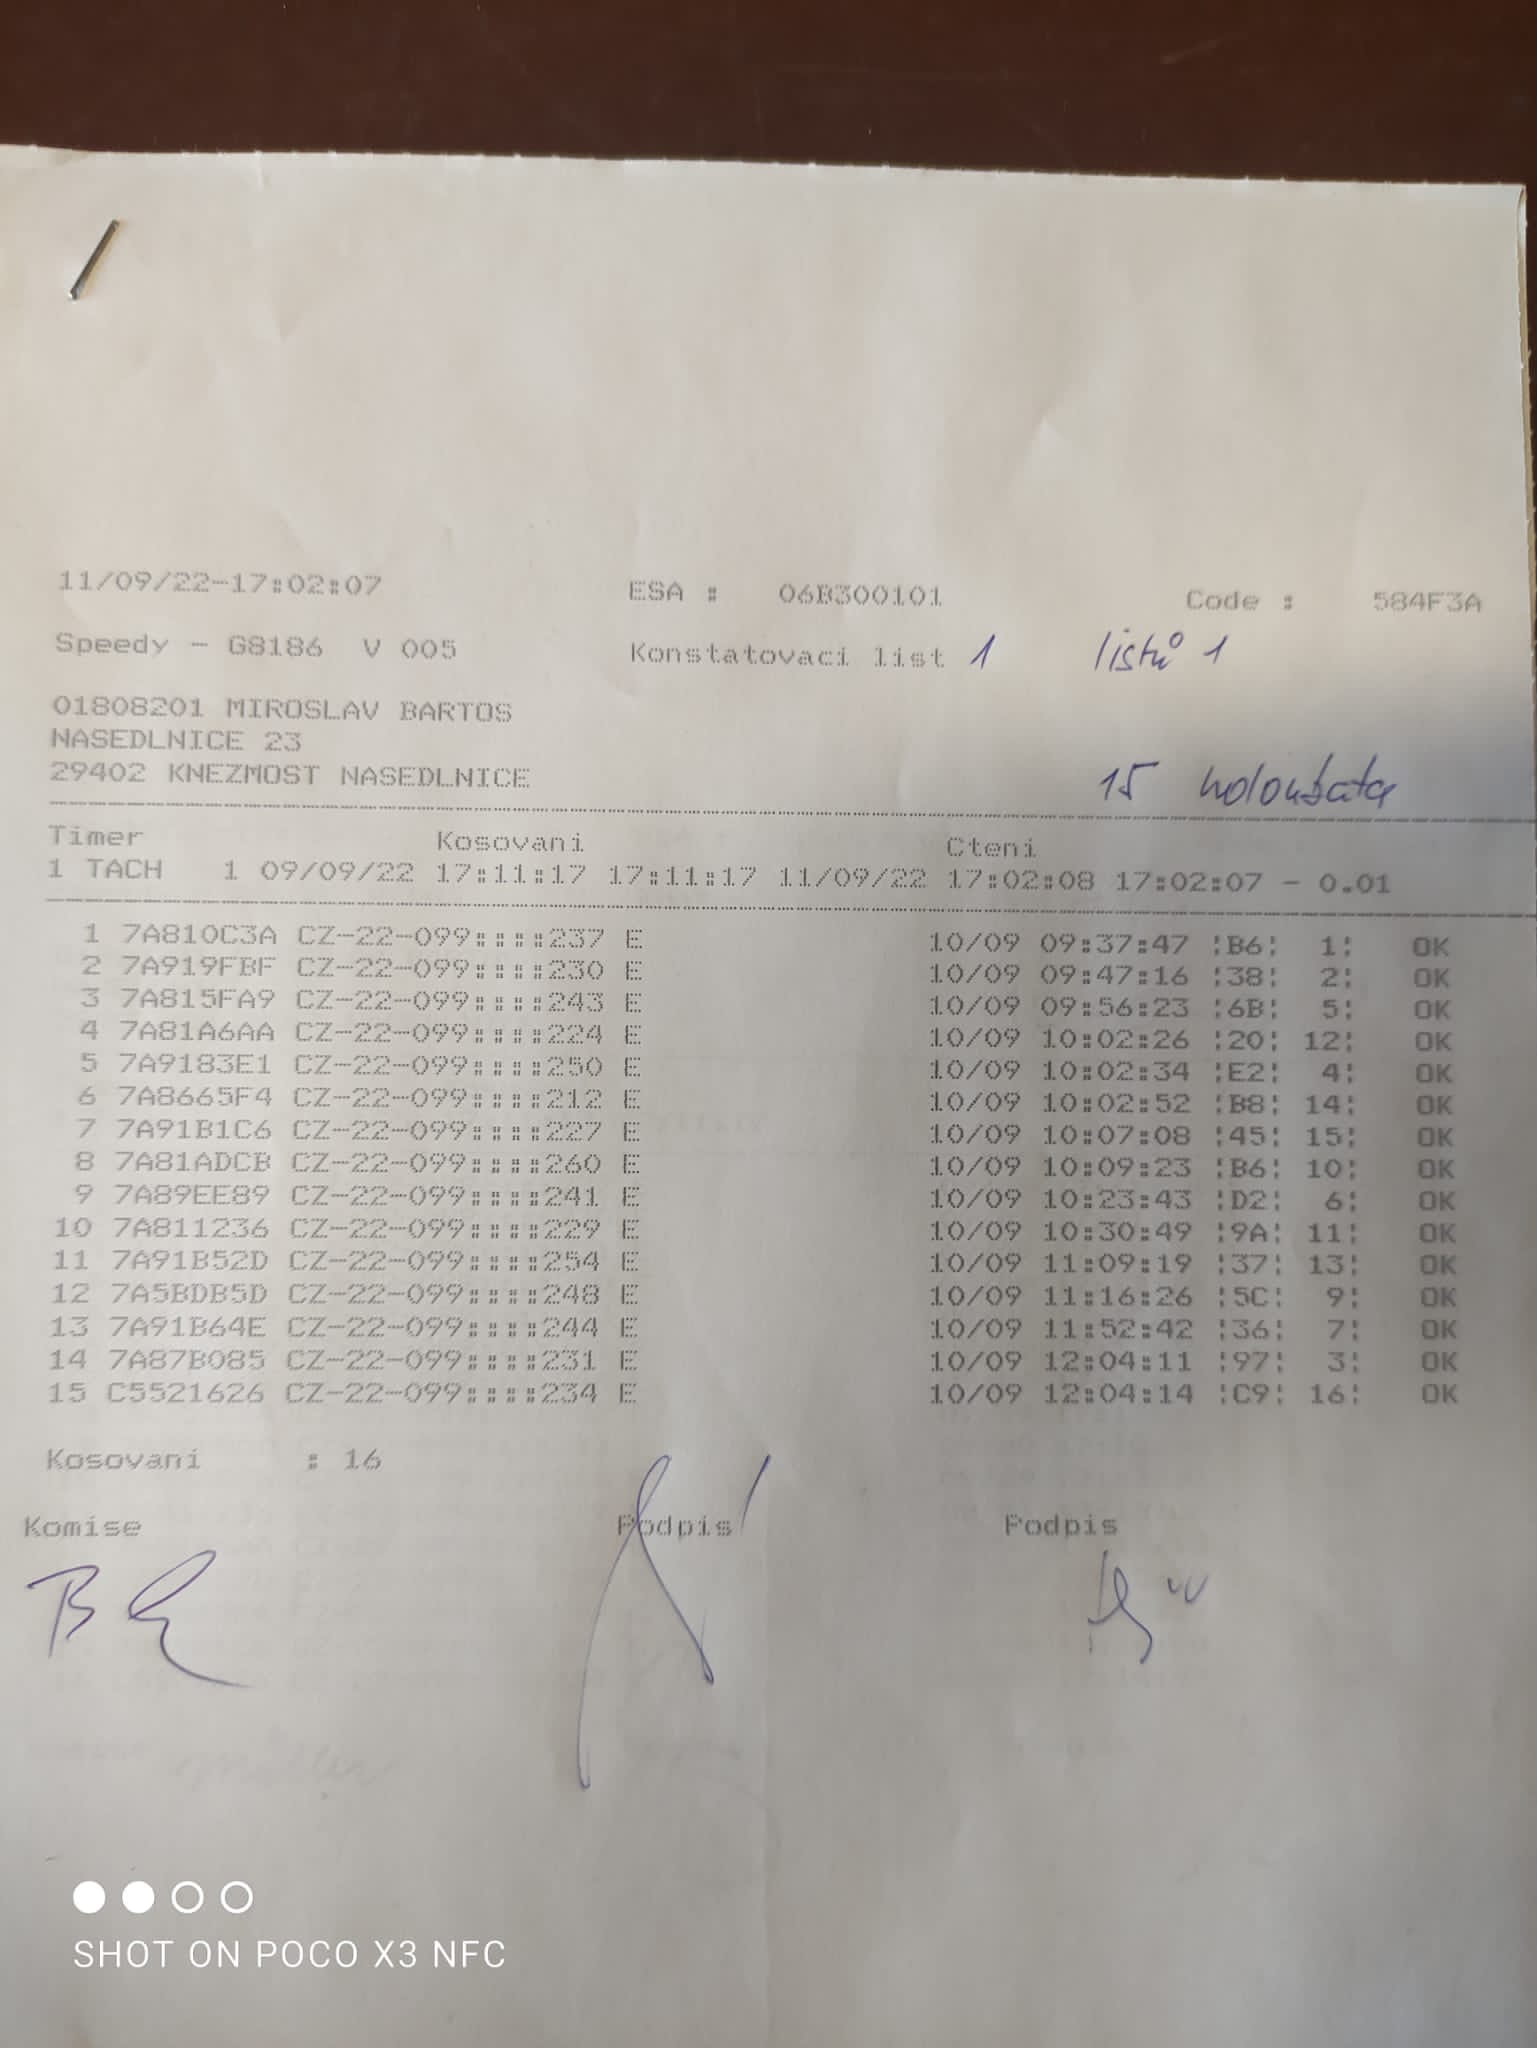 11/09/22-17:02:07 ESA : 06B300101 Code : 584F3A
Speedy - G8186 V 005 Konstatovaci list 1 listů 1
01808201 MIROSLAV BARTOS
NASEDLNICE 23
29402 KNEZMOST NASEDLNICE
15 holoubata
Timer Kosovani Cteni
1 TACH 1 09/09/22 17:11:17 17:11:17 11/09/22 17:02:08 17:02:07 - 0.01
1 7A810C3A CZ-22-099::::237 E 10/09 09:37:47 ¦B6¦ 1¦ OK
2 7A919FBF CZ-22-099::::230 E 10/09 09:47:16 ¦38¦ 2¦ OK
3 7A815FA9 CZ-22-099::::243 E 10/09 09:56:23 ¦6B¦ 5¦ OK
4 7A81A6AA CZ-22-099::::224 E 10/09 10:02:26 ¦20¦ 12¦ OK
5 7A9183E1 CZ-22-099::::250 E 10/09 10:02:34 ¦E2¦ 4¦ OK
6 7A8665F4 CZ-22-099::::212 E 10/09 10:02:52 ¦B8¦ 14¦ OK
7 7A91B1C6 CZ-22-099::::227 E 10/09 10:07:08 ¦45¦ 15¦ OK
8 7A81ADCB CZ-22-099::::260 E 10/09 10:09:23 ¦B6¦ 10¦ OK
9 7A89EE89 CZ-22-099::::241 E 10/09 10:23:43 ¦D2¦ 6¦ OK
10 7A811236 CZ-22-099::::229 E 10/09 10:30:49 ¦9A¦ 11¦ OK
11 7A91B52D CZ-22-099::::254 E 10/09 11:09:19 ¦37¦ 13¦ OK
12 7A5BDB5D CZ-22-099::::248 E 10/09 11:16:26 ¦5C¦ 9¦ OK
13 7A91B64E CZ-22-099::::244 E 10/09 11:52:42 ¦36¦ 7¦ OK
14 7A87B085 CZ-22-099::::231 E 10/09 12:04:11 ¦97¦ 3¦ OK
15 C5521626 CZ-22-099::::234 E 10/09 12:04:14 ¦C9¦ 16¦ OK
Kosovani : 16
Komise Podpis Podpis
SHOT ON POCO X3 NFC